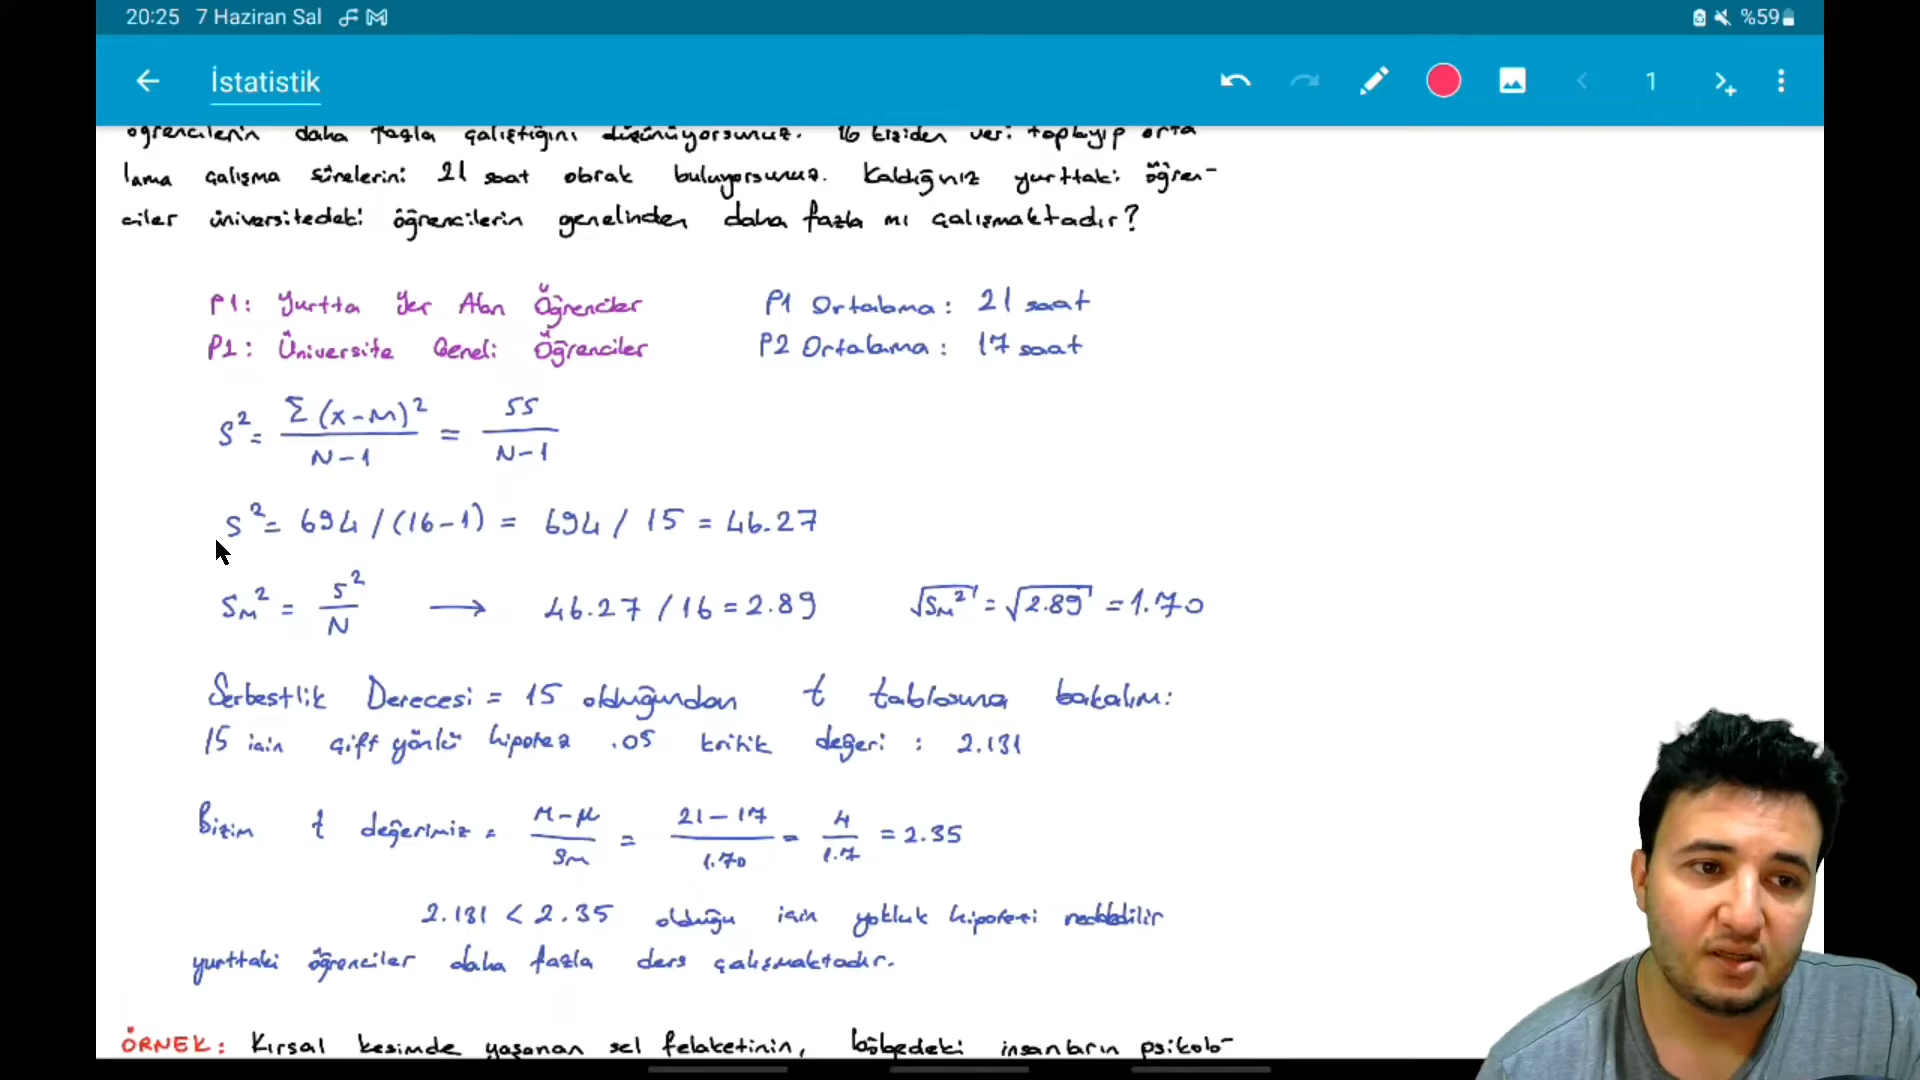 20:25 7 Haziran Sal %59
İstatistik 1
öğrencilerin daha fazla çalıştığını düşünüyorsunuz. 16 kişiden veri toplayıp orta
lama çalışma sürelerini 21 saat olarak buluyorsunuz. Kaldığınız yurttaki öğren-
ciler üniversitedeki öğrencilerin genelinden daha fazla mı çalışmaktadır?
P1: Yurtta Yer Alan Öğrenciler P1 Ortalama: 21 saat
P2: Üniversite Geneli Öğrenciler P2 Ortalama: 17 saat
S² = Σ(x-M)² / N-1 = SS / N-1
S² = 694 / (16-1) = 694 / 15 = 46.27
SM² = S² / N → 46.27 / 16 = 2.89 √SM² = √2.89 = 1.70
Serbestlik Derecesi = 15 olduğundan t tablosuna bakalım:
15 için çift yönlü hipotez .05 kritik değeri : 2.131
Bizim t değerimiz = M-μ / SM = 21-17 / 1.70 = 4 / 1.7 = 2.35
2.131 < 2.35 olduğu için yokluk hipotezi reddedilir
yurttaki öğrenciler daha fazla ders çalışmaktadır.
ÖRNEK: Kırsal kesimde yaşanan sel felaketinin, bölgedeki insanların psikolo-